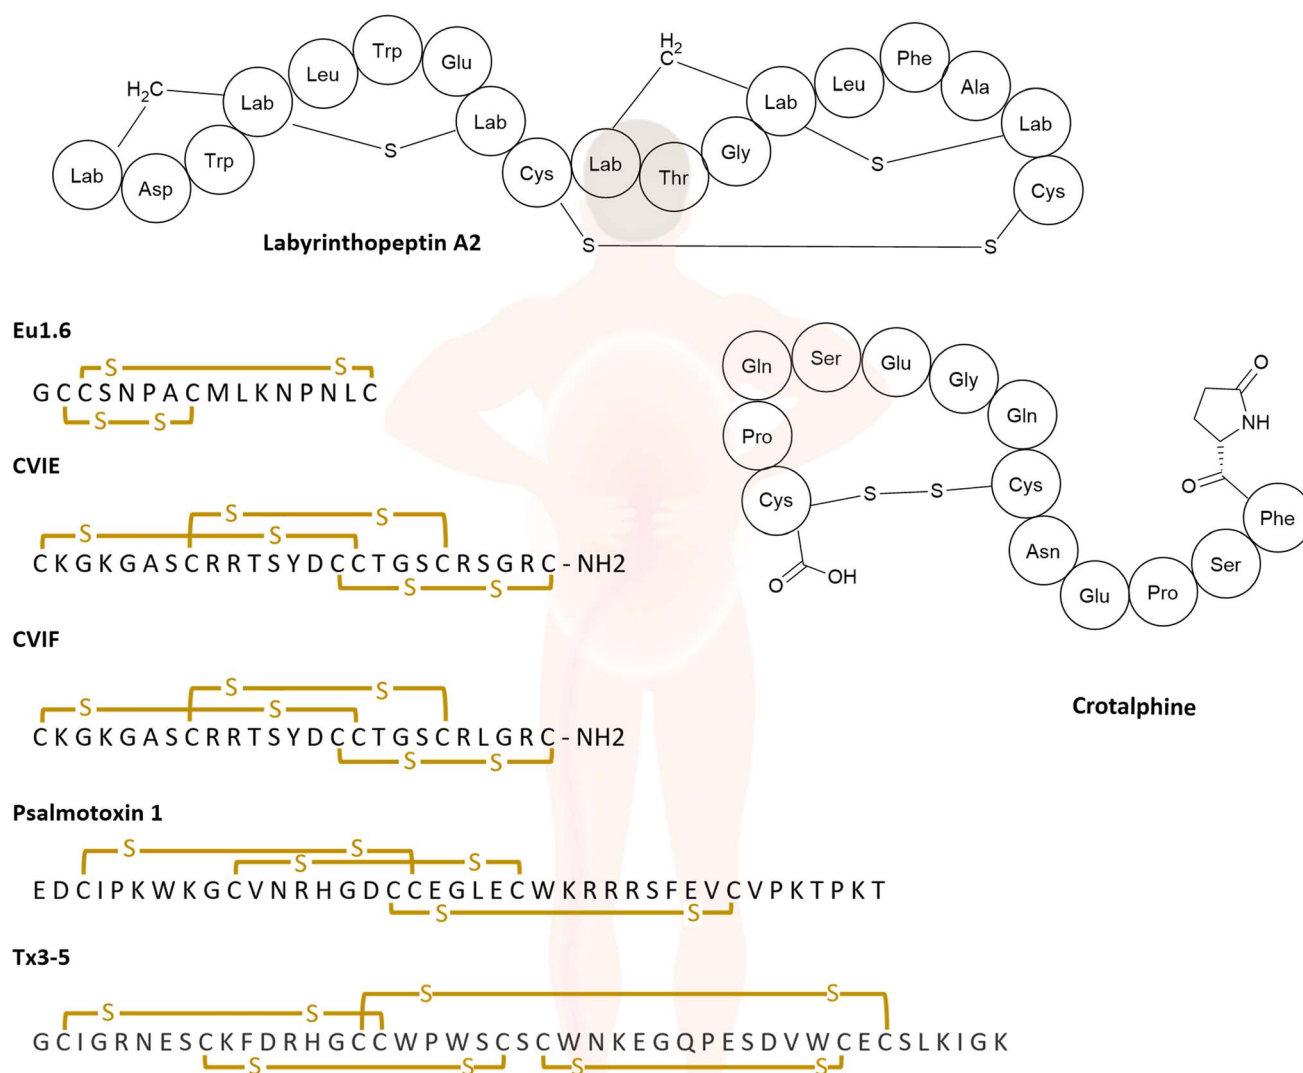 H2C
Lab
Asp
Trp
Lab
Leu
Trp
Glu
Lab
S
Cys
H2
C
Lab
Thr
Gly
Lab
Leu
Phe
Ala
Lab
S
Cys
S
S
Labyrinthopeptin A2
Eu1.6
S S
GCCSNPACMLKNPNLC
S S
CVIE
S S
S S
CKGKGASCRRTSYDCCTGSCRSGRC-NH2
S S
CVIF
S S
S S
CKGKGASCRRTSYDCCTGSCRLGRC-NH2
S S
Psalmotoxin 1
S S
S S
EDCIPKWKGCVNRHGDCCEGLECWKRRRSFEVCVPKTPKT
S S
Tx3-5
S S
S S
GCIGRNESCKFDRHGCCWPWSCSCWNKEGQPESDVWCECSLKIGK
S S S S
Gln
Ser
Glu
Gly
Gln
Pro
Cys
S S
Cys
Asn
Glu
Pro
Ser
Phe
O
NH
O
O
OH
Crotalphine